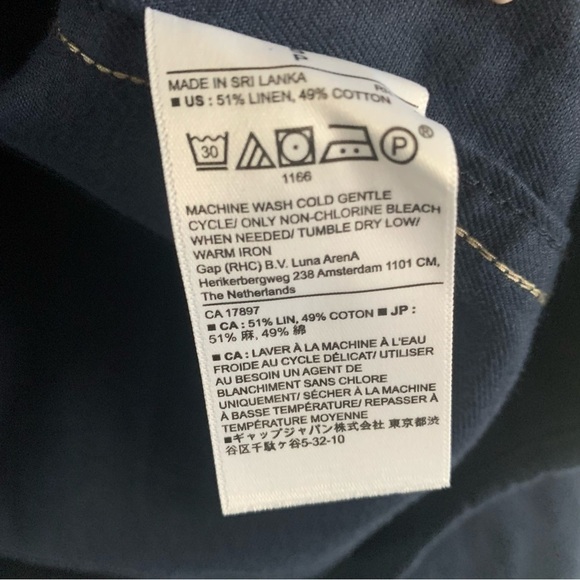 MADE IN SRI LANKA
■ US : 51% LINEN, 49% COTTON
30
P
®
1166
MACHINE WASH COLD GENTLE
CYCLE/ ONLY NON-CHLORINE BLEACH
WHEN NEEDED/ TUMBLE DRY LOW/
WARM IRON
Gap (RHC) B.V. Luna ArenA
Herikerbergweg 238 Amsterdam 1101 CM,
The Netherlands
CA 17897
■ CA : 51% LIN, 49% COTON ■ JP :
51% 麻, 49% 綿
■ CA : LAVER À LA MACHINE À L'EAU
FROIDE AU CYCLE DÉLICAT/ UTILISER
AU BESOIN UN AGENT DE
BLANCHIMENT SANS CHLORE
UNIQUEMENT/ SÉCHER À LA MACHINE
À BASSE TEMPÉRATURE/ REPASSER À
TEMPÉRATURE MOYENNE
■ギャップジャパン株式会社 東京都渋
谷区千駄ヶ谷5-32-10